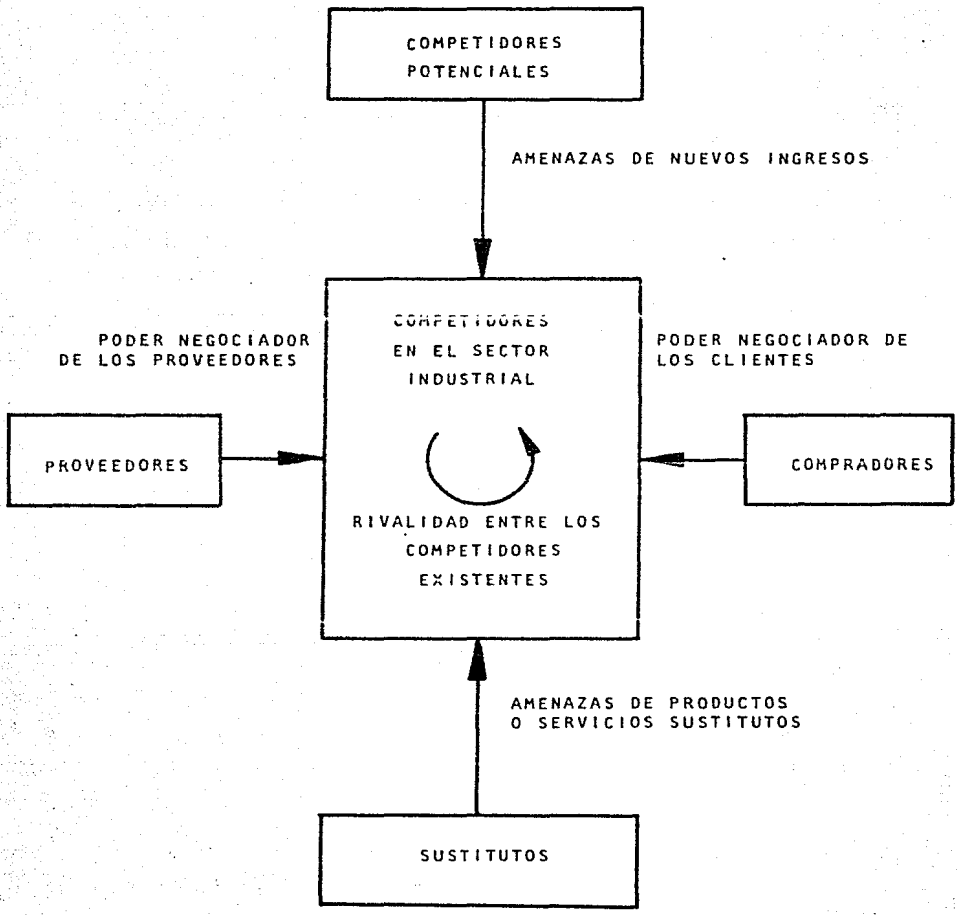 COMPETIDORES
POTENCIALES
AMENAZAS DE NUEVOS INGRESOS
PODER NEGOCIADOR
DE LOS PROVEEDORES
COMPETIDORES
EN EL SECTOR
INDUSTRIAL
PODER NEGOCIADOR DE
LOS CLIENTES
PROVEEDORES
COMPRADORES
RIVALIDAD ENTRE LOS
COMPETIDORES
EXISTENTES
AMENAZAS DE PRODUCTOS
O SERVICIOS SUSTITUTOS
SUSTITUTOS